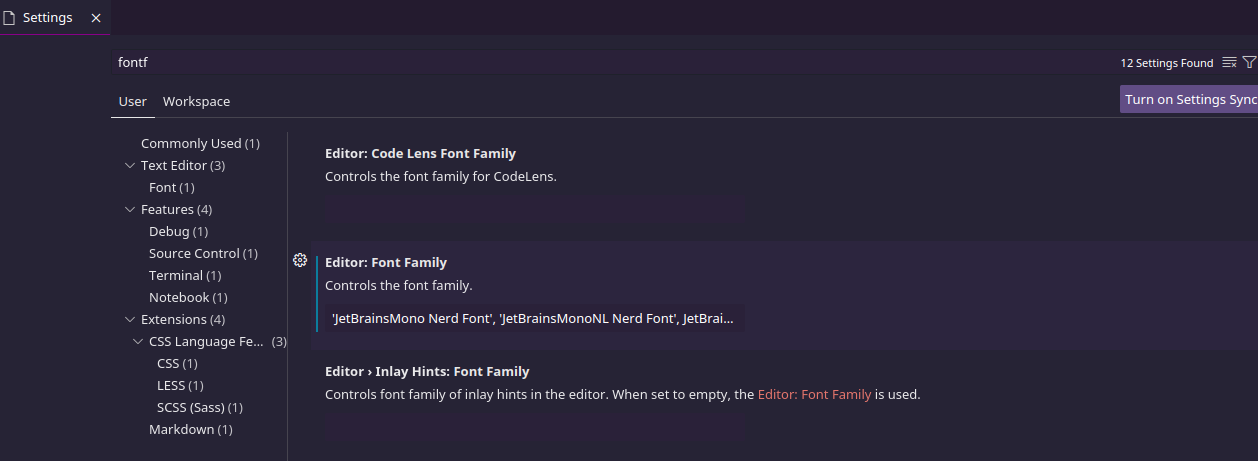 Settings
fontf
12 Settings Found
User Workspace
Turn on Settings Sync
Commonly Used (1)
Text Editor (3)
Font (1)
Features (4)
Debug (1)
Source Control (1)
Terminal (1)
Notebook (1)
Extensions (4)
CSS Language Fe... (3)
CSS (1)
LESS (1)
SCSS (Sass) (1)
Markdown (1)
Editor: Code Lens Font Family
Controls the font family for CodeLens.
Editor: Font Family
Controls the font family.
'JetBrainsMono Nerd Font', 'JetBrainsMonoNL Nerd Font', JetBrai...
Editor › Inlay Hints: Font Family
Controls font family of inlay hints in the editor. When set to empty, the Editor: Font Family is used.